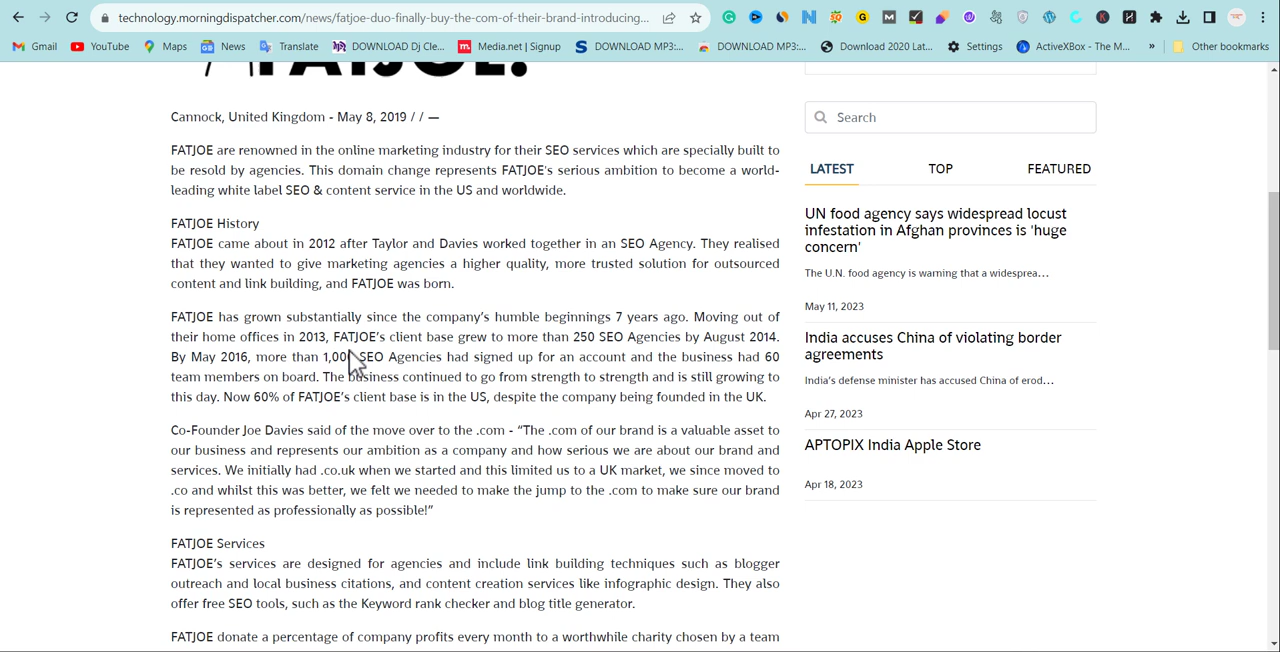 technology.morningdispatcher.com/news/fatjoe-duo-finally-buy-the-com-of-their-brand-introducing...
Gmail YouTube Maps News Translate DOWNLOAD Dj Cle... Media.net | Signup DOWNLOAD MP3:... DOWNLOAD MP3:... Download 2020 Lat... Settings ActiveXBox - The M... » Other bookmarks
FATJOE.
Cannock, United Kingdom - May 8, 2019 / / —
FATJOE are renowned in the online marketing industry for their SEO services which are specially built to
be resold by agencies. This domain change represents FATJOE's serious ambition to become a world-
leading white label SEO & content service in the US and worldwide.
FATJOE History
FATJOE came about in 2012 after Taylor and Davies worked together in an SEO Agency. They realised
that they wanted to give marketing agencies a higher quality, more trusted solution for outsourced
content and link building, and FATJOE was born.
FATJOE has grown substantially since the company's humble beginnings 7 years ago. Moving out of
their home offices in 2013, FATJOE's client base grew to more than 250 SEO Agencies by August 2014.
By May 2016, more than 1,000 SEO Agencies had signed up for an account and the business had 60
team members on board. The business continued to go from strength to strength and is still growing to
this day. Now 60% of FATJOE's client base is in the US, despite the company being founded in the UK.
Co-Founder Joe Davies said of the move over to the .com - “The .com of our brand is a valuable asset to
our business and represents our ambition as a company and how serious we are about our brand and
services. We initially had .co.uk when we started and this limited us to a UK market, we since moved to
.co and whilst this was better, we felt we needed to make the jump to the .com to make sure our brand
is represented as professionally as possible!”
FATJOE Services
FATJOE's services are designed for agencies and include link building techniques such as blogger
outreach and local business citations, and content creation services like infographic design. They also
offer free SEO tools, such as the Keyword rank checker and blog title generator.
FATJOE donate a percentage of company profits every month to a worthwhile charity chosen by a team
Search
LATEST TOP FEATURED
UN food agency says widespread locust
infestation in Afghan provinces is 'huge
concern'
The U.N. food agency is warning that a widesprea...
May 11, 2023
India accuses China of violating border
agreements
India's defense minister has accused China of erod...
Apr 27, 2023
APTOPIX India Apple Store
Apr 18, 2023